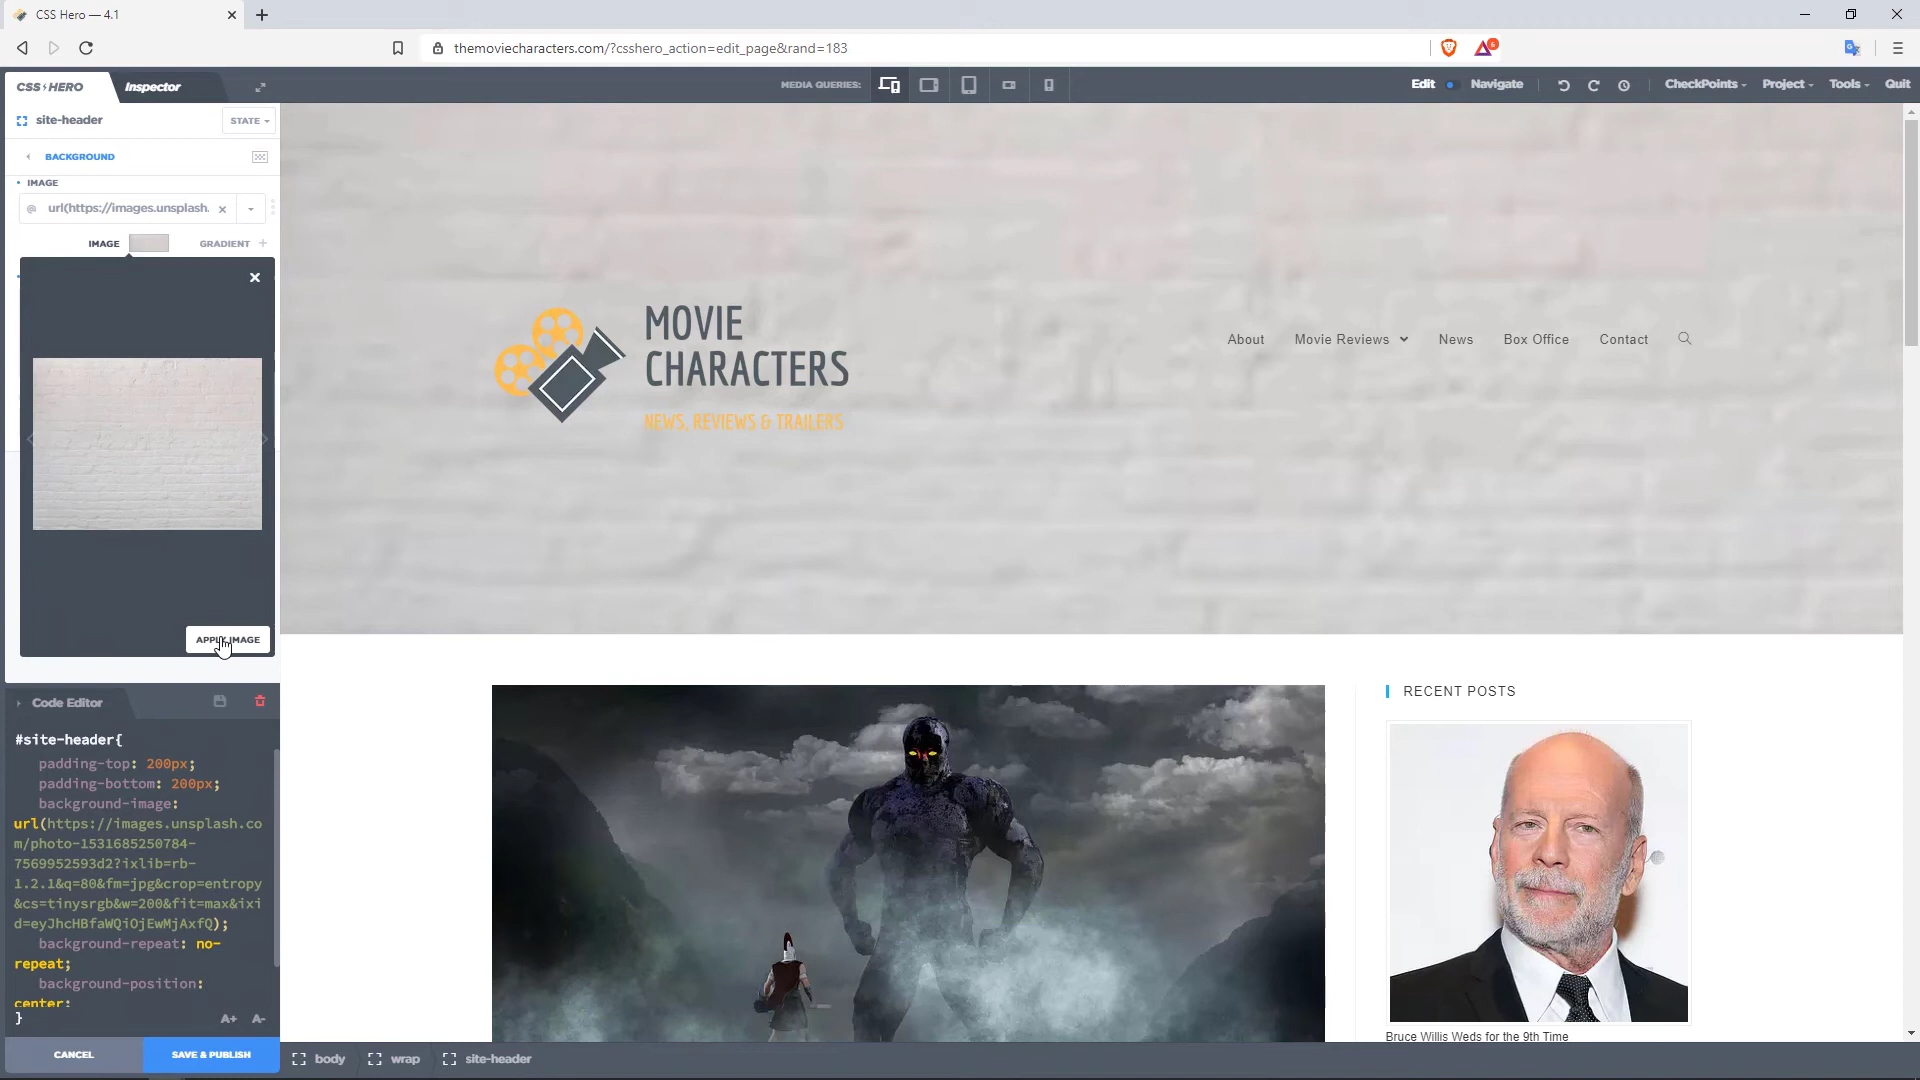 CSS Hero — 4.1
themoviecharacters.com/?csshero_action=edit_page&rand=183
6
CSS HERO
Inspector
MEDIA QUERIES:
Edit
Navigate
CheckPoints
Project
Tools
Quit
site-header
STATE
BACKGROUND
IMAGE
@ url(https://images.unsplash.
IMAGE
GRADIENT +
APPLY IMAGE
MOVIE
CHARACTERS
NEWS, REVIEWS & TRAILERS
About
Movie Reviews
News
Box Office
Contact
RECENT POSTS
Bruce Willis Weds for the 9th Time
Code Editor
#site-header{
padding-top: 200px;
padding-bottom: 200px;
background-image:
url(https://images.unsplash.co
m/photo-1531685250784-
7569952593d2?ixlib=rb-
1.2.1&q=80&fm=jpg&crop=entropy
&cs=tinysrgb&w=200&fit=max&ixi
d=eyJhcHBfaWQiOjEwMjAxfQ);
background-repeat: no-
repeat;
background-position:
center;
}
A+
A-
CANCEL
SAVE & PUBLISH
body
wrap
site-header